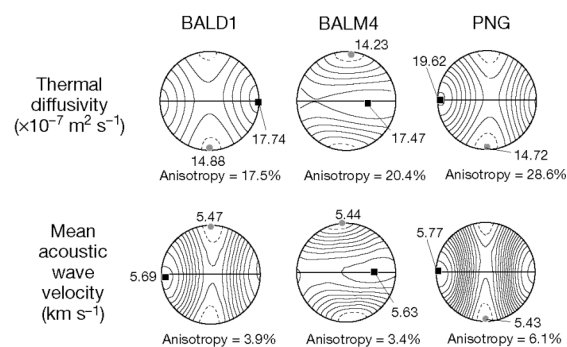 BALD1 BALM4 PNG
Thermal
diffusivity
(×10⁻⁷ m² s⁻¹)
14.23
19.62
17.74
17.47
14.88
14.72
Anisotropy = 17.5% Anisotropy = 20.4% Anisotropy = 28.6%
Mean
acoustic
wave
velocity
(km s⁻¹)
5.47
5.44
5.77
5.69
5.63
5.43
Anisotropy = 3.9% Anisotropy = 3.4% Anisotropy = 6.1%